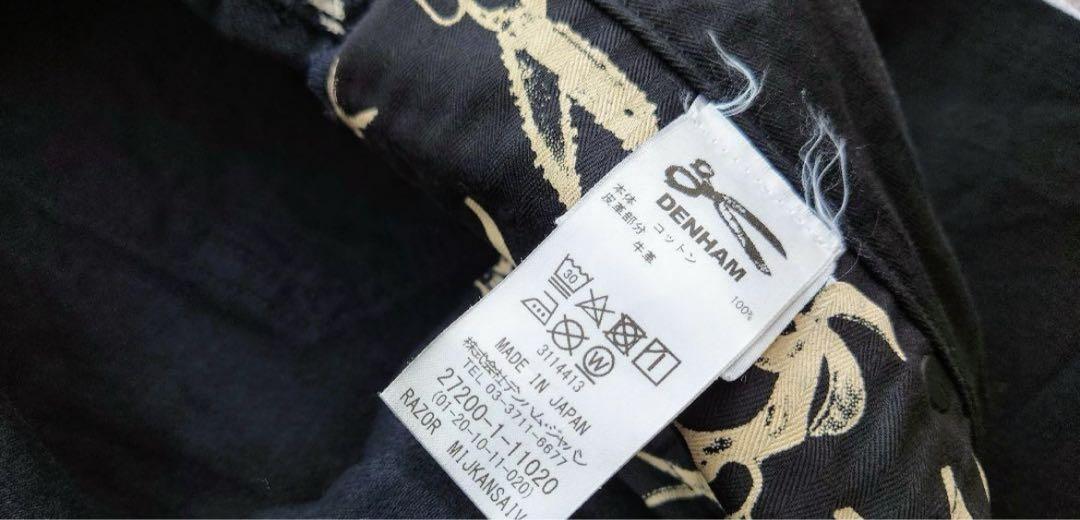 DENHAM
本体 コットン 100%
皮革部分 牛革
30
W
3114413
MADE IN JAPAN
株式会社デンハム・ジャパン
TEL 03-3711-6677
27200-1-11020
(01-20-10-11-020)
RAZOR MIJKANSAIV